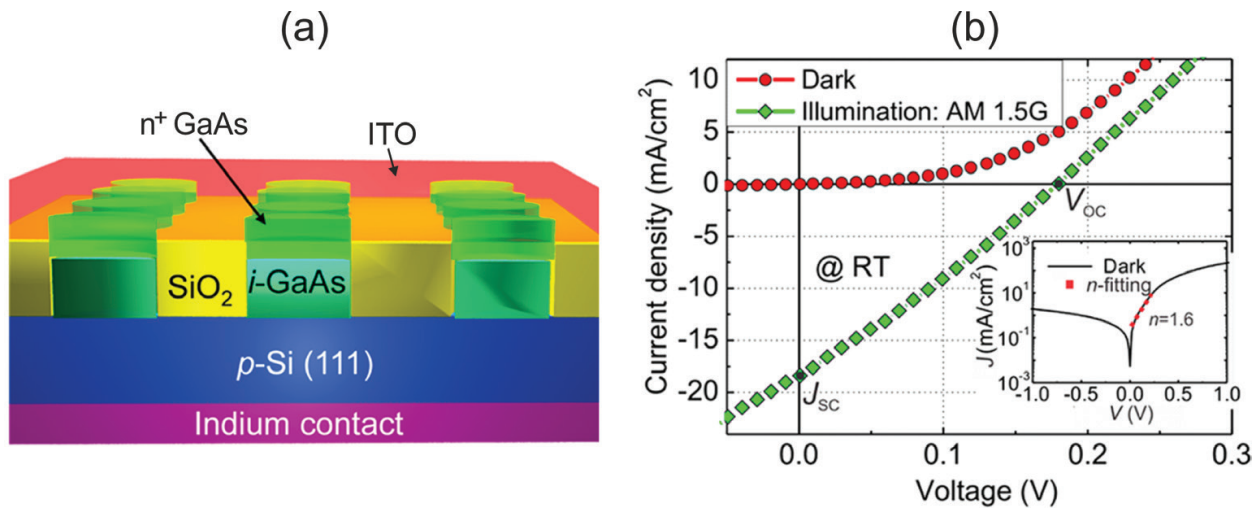 (a)
n⁺ GaAs
ITO
SiO₂
i-GaAs
p-Si (111)
Indium contact
(b)
Current density (mA/cm²)
10
5
0
-5
-10
-15
-20
Dark
Illumination: AM 1.5G
V_OC
@ RT
J_SC
J (mA/cm²)
10³
10¹
10⁻¹
10⁻³
Dark
n-fitting
n=1.6
-1.0 -0.5 0.0 0.5 1.0
V (V)
0.0 0.1 0.2 0.3
Voltage (V)